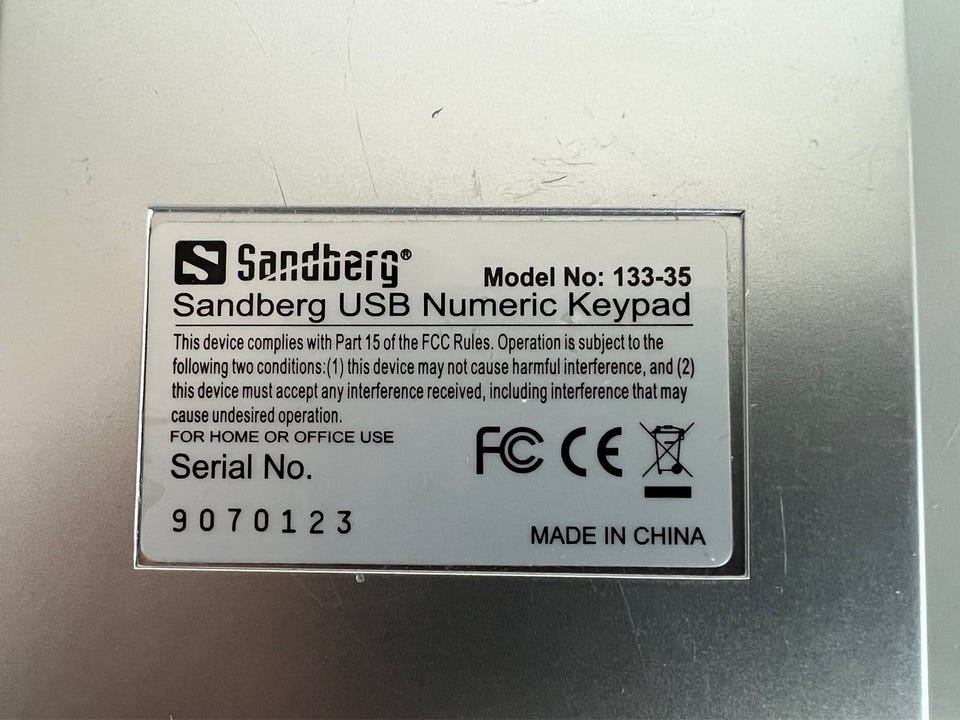 Sandberg®
Model No: 133-35
Sandberg USB Numeric Keypad
This device complies with Part 15 of the FCC Rules. Operation is subject to the
following two conditions:(1) this device may not cause harmful interference, and (2)
this device must accept any interference received, including interference that may
cause undesired operation.
FOR HOME OR OFFICE USE
FC CE
Serial No.
9070123
MADE IN CHINA